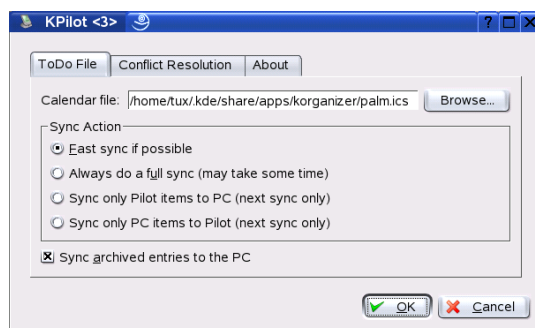 KPilot <3>
ToDo File Conflict Resolution About
Calendar file: /home/tux/.kde/share/apps/korganizer/palm.ics Browse...
Sync Action
Fast sync if possible
Always do a full sync (may take some time)
Sync only Pilot items to PC (next sync only)
Sync only PC items to Pilot (next sync only)
Sync archived entries to the PC
OK Cancel